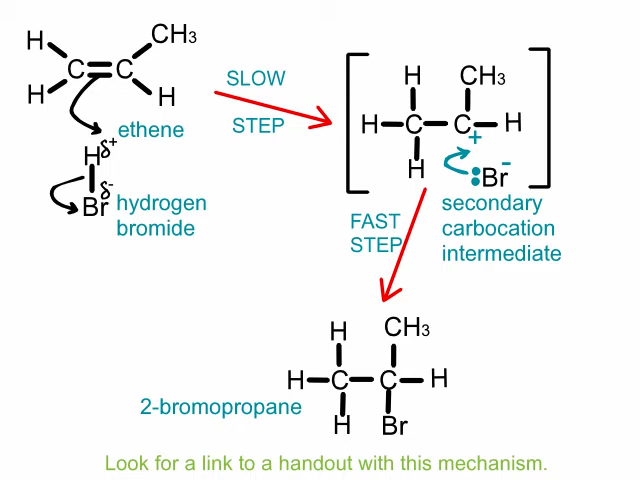 H
CH3
C
C
H
H
ethene
H δ+
δ-
Br
hydrogen
bromide
SLOW
STEP
H
CH3
H
C
C
H
+
H
:Br -
secondary
carbocation
intermediate
FAST
STEP
H
CH3
H
C
C
H
2-bromopropane
H
Br
Look for a link to a handout with this mechanism.